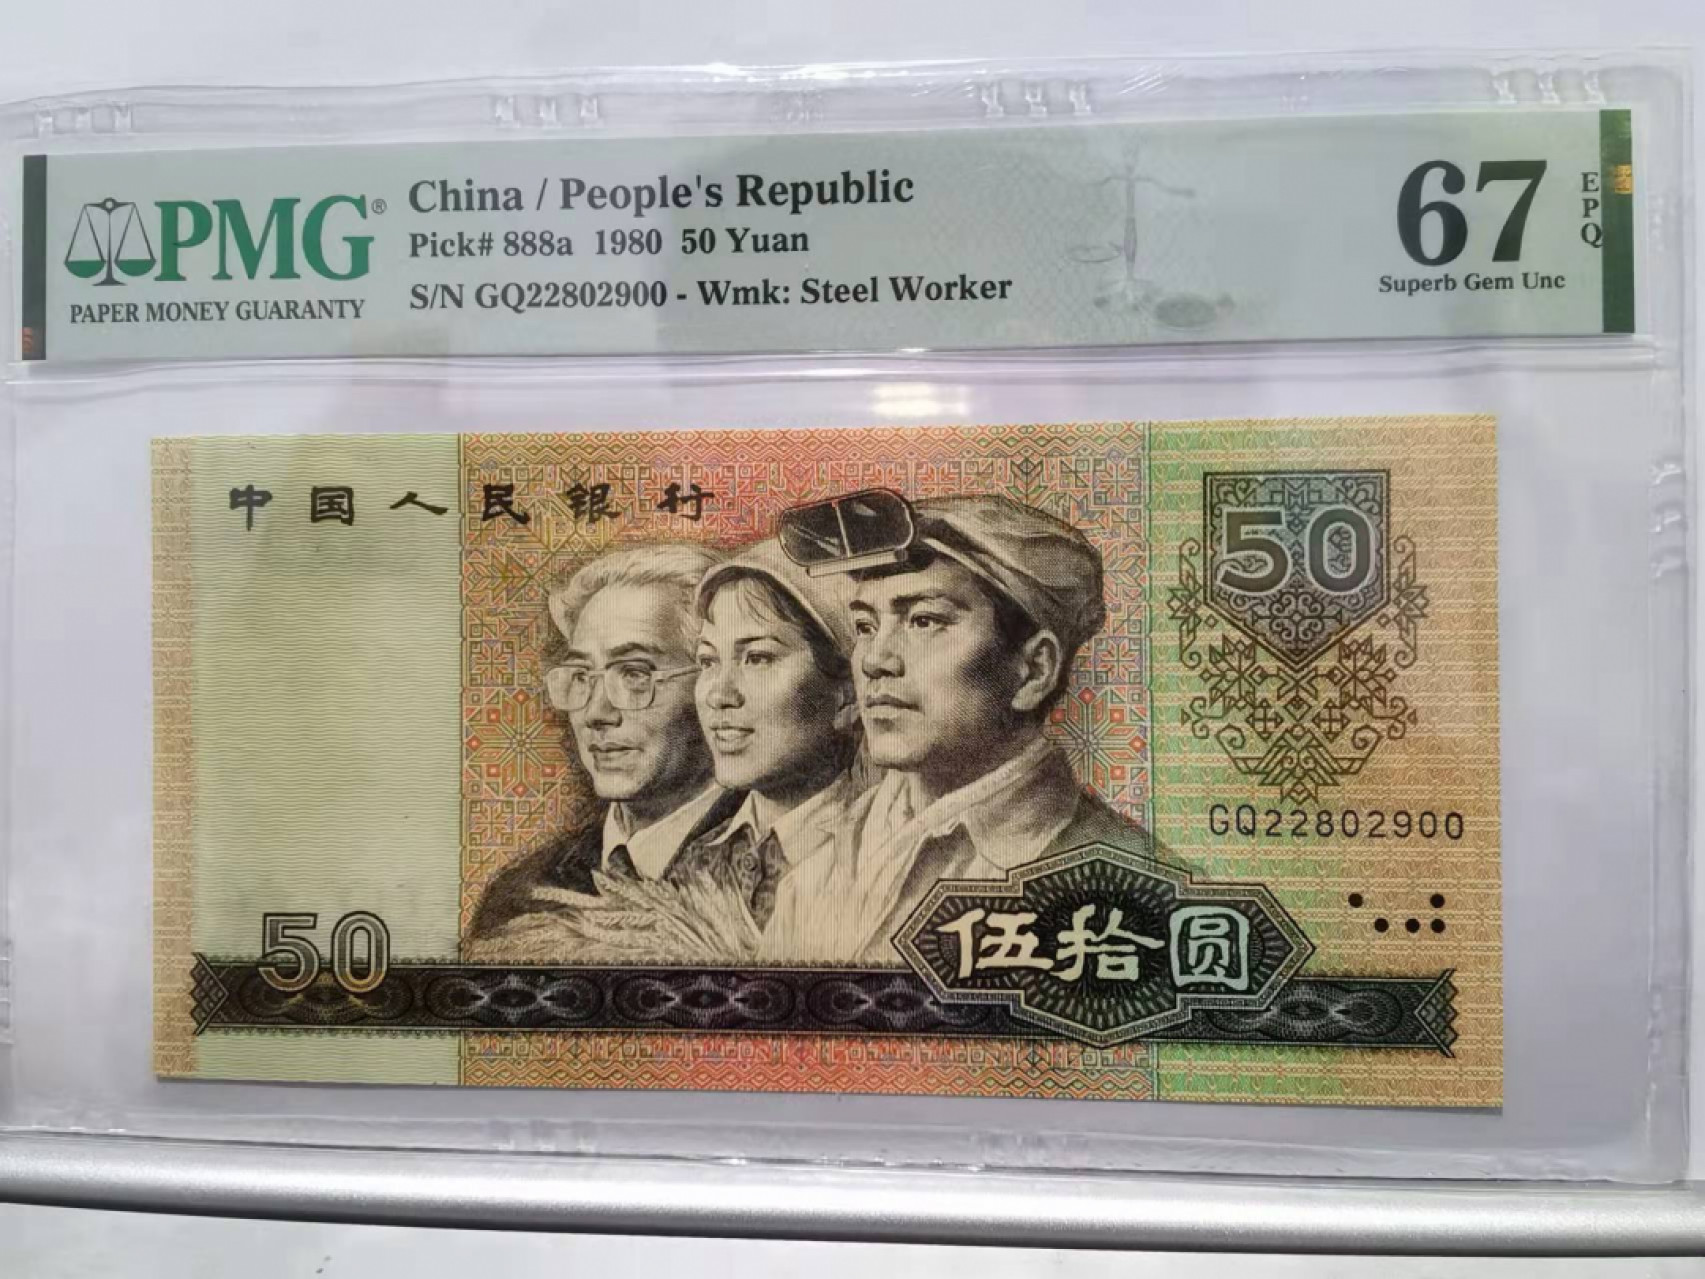 PMG®
PAPER MONEY GUARANTY
China / People's Republic
Pick# 888a 1980 50 Yuan
S/N GQ22802900 - Wmk: Steel Worker
67
EPQ
Superb Gem Unc
中国人民银行
50
GQ22802900
50
伍拾圆